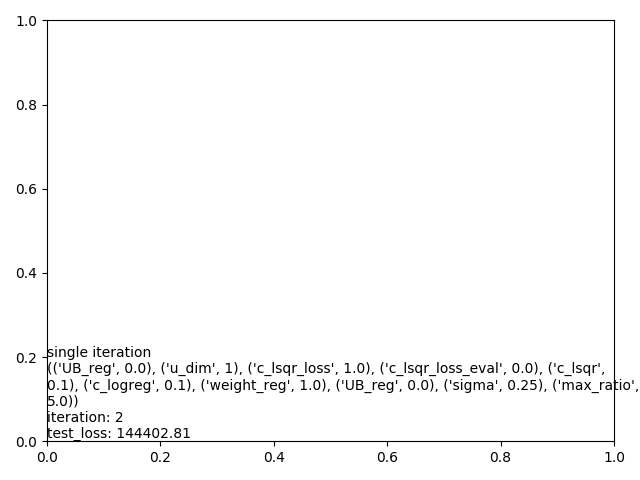 1.0
0.8
0.6
0.4
0.2
0.0
single iteration
(('UB_reg', 0.0), ('u_dim', 1), ('c_lsqr_loss', 1.0), ('c_lsqr_loss_eval', 0.0), ('c_lsqr',
0.1), ('c_logreg', 0.1), ('weight_reg', 1.0), ('UB_reg', 0.0), ('sigma', 0.25), ('max_ratio',
5.0))
iteration: 2
test_loss: 144402.81
0.0 0.2 0.4 0.6 0.8 1.0